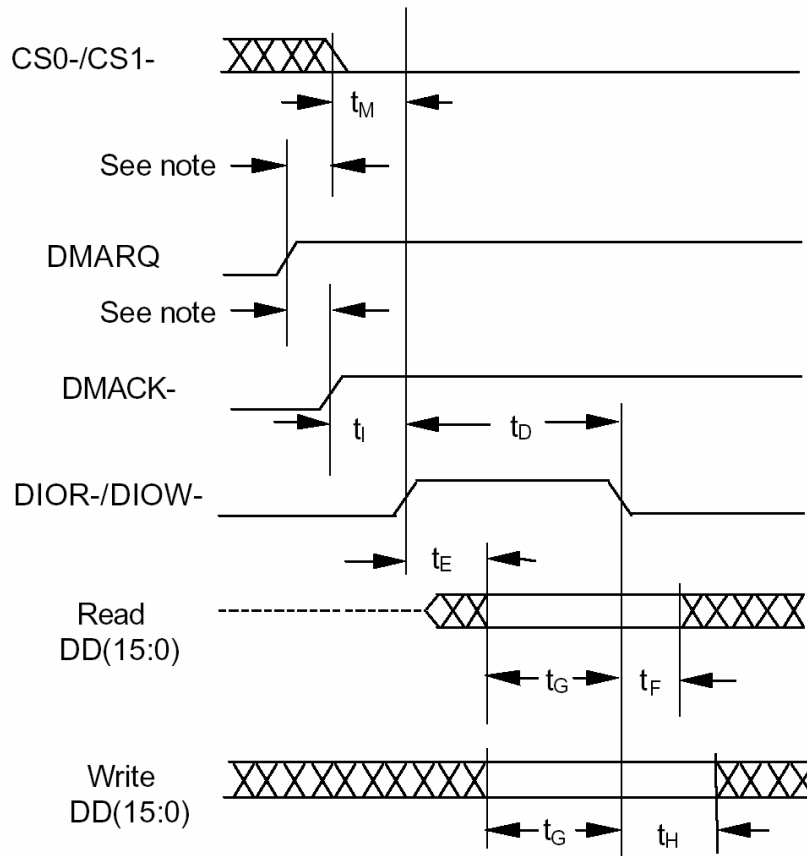 CS0-/CS1-
tM
See note
DMARQ
See note
DMACK-
tI
tD
DIOR-/DIOW-
tE
Read
DD(15:0)
tG
tF
Write
DD(15:0)
tG
tH